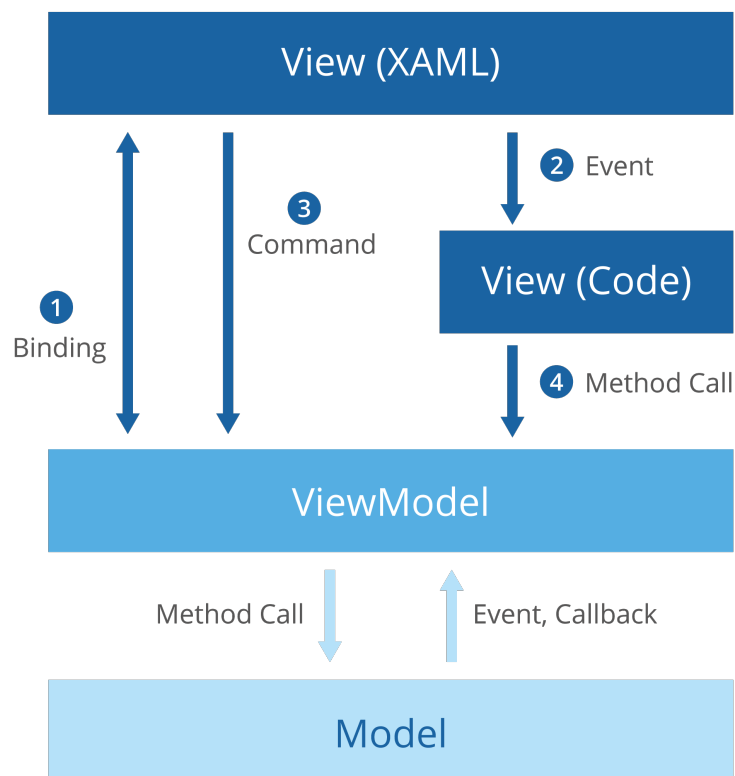 View (XAML)
2 Event
3
Command
View (Code)
1
Binding
4 Method Call
ViewModel
Method Call
Event, Callback
Model